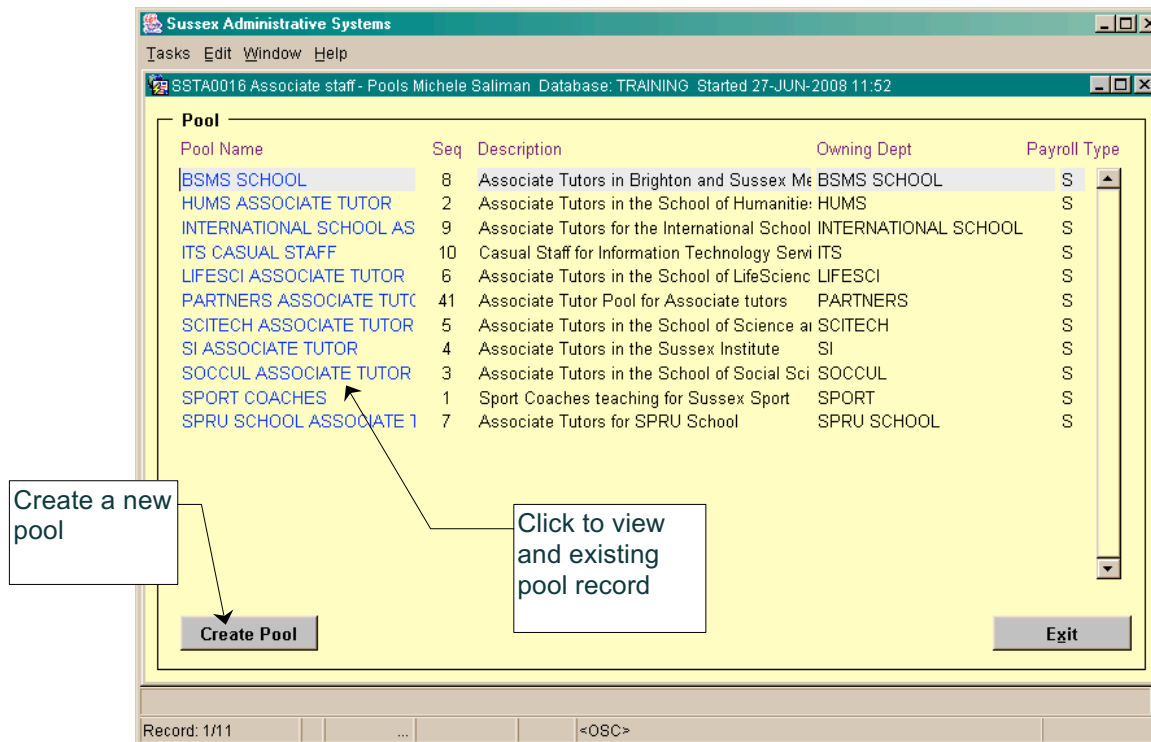 Sussex Administrative Systems
Tasks Edit Window Help
SSTA0016 Associate staff - Pools Michele Saliman Database: TRAINING Started 27-JUN-2008 11:52
Pool
Pool Name Seq Description Owning Dept Payroll Type
BSMS SCHOOL 8 Associate Tutors in Brighton and Sussex Me BSMS SCHOOL S
HUMS ASSOCIATE TUTOR 2 Associate Tutors in the School of Humanitie HUMS S
INTERNATIONAL SCHOOL AS 9 Associate Tutors for the International School INTERNATIONAL SCHOOL S
ITS CASUAL STAFF 10 Casual Staff for Information Technology Servi ITS S
LIFESCI ASSOCIATE TUTOR 6 Associate Tutors in the School of LifeScienc LIFESCI S
PARTNERS ASSOCIATE TUTO 41 Associate Tutor Pool for Associate tutors PARTNERS S
SCITECH ASSOCIATE TUTOR 5 Associate Tutors in the School of Science ai SCITECH S
SI ASSOCIATE TUTOR 4 Associate Tutors in the Sussex Institute SI S
SOCCUL ASSOCIATE TUTOR 3 Associate Tutors in the School of Social Sci SOCCUL S
SPORT COACHES 1 Sport Coaches teaching for Sussex Sport SPORT S
SPRU SCHOOL ASSOCIATE T 7 Associate Tutors for SPRU School SPRU SCHOOL S
Create a new
pool
Click to view
and existing
pool record
Create Pool Exit
Record: 1/11 ... <OSC>